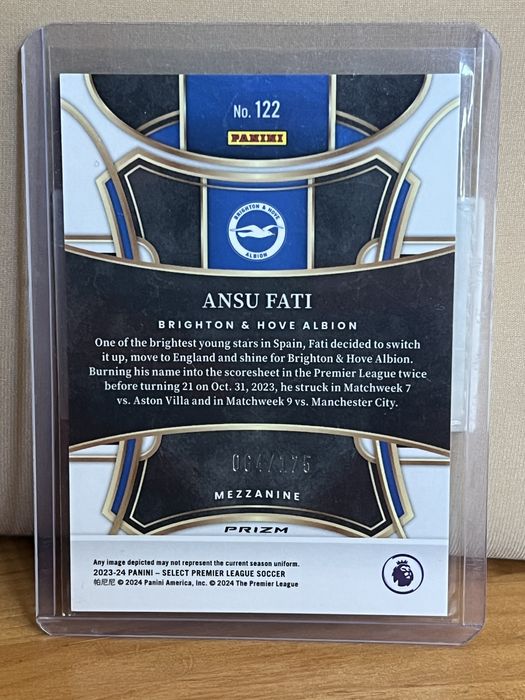 No. 122
PANINI
BRIGHTON & HOVE
ALBION
ANSU FATI
BRIGHTON & HOVE ALBION
One of the brightest young stars in Spain, Fati decided to switch
it up, move to England and shine for Brighton & Hove Albion.
Burning his name into the scoresheet in the Premier League twice
before turning 21 on Oct. 31, 2023, he struck in Matchweek 7
vs. Aston Villa and in Matchweek 9 vs. Manchester City.
MEZZANINE
PRIZM
Any image depicted may not represent the current season uniform.
2023-24 PANINI – SELECT PREMIER LEAGUE SOCCER
帕尼尼 © 2024 Panini America, Inc. © 2024 The Premier League